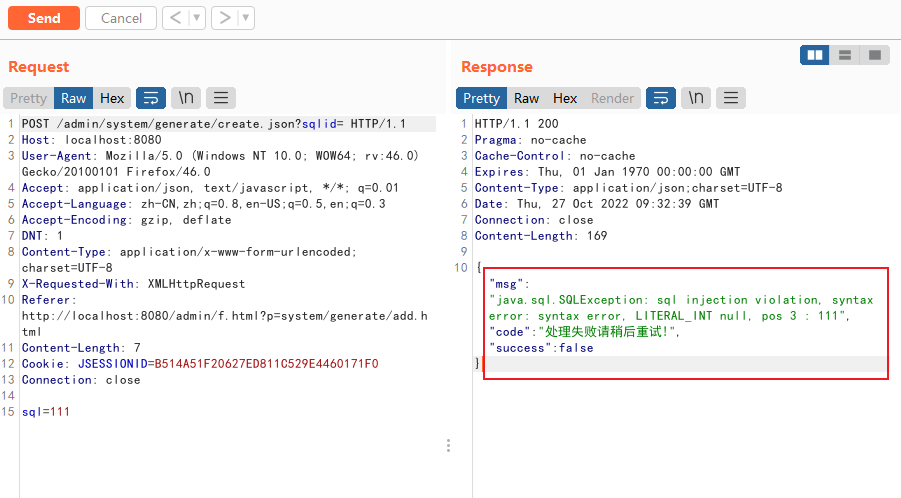 Send
Cancel
<
>
Request
Response
Pretty
Raw
Hex
\n
Pretty
Raw
Hex
Render
\n
1 POST /admin/system/generate/create.json?sqlid= HTTP/1.1
2 Host: localhost:8080
3 User-Agent: Mozilla/5.0 (Windows NT 10.0; WOW64; rv:46.0)
Gecko/20100101 Firefox/46.0
4 Accept: application/json, text/javascript, */*; q=0.01
5 Accept-Language: zh-CN,zh;q=0.8,en-US;q=0.5,en;q=0.3
6 Accept-Encoding: gzip, deflate
7 DNT: 1
8 Content-Type: application/x-www-form-urlencoded;
charset=UTF-8
9 X-Requested-With: XMLHttpRequest
10 Referer:
http://localhost:8080/admin/f.html?p=system/generate/add.h
tml
11 Content-Length: 7
12 Cookie: JSESSIONID=B514A51F20627ED811C529E4460171F0
13 Connection: close
14
15 sql=111
1 HTTP/1.1 200
2 Pragma: no-cache
3 Cache-Control: no-cache
4 Expires: Thu, 01 Jan 1970 00:00:00 GMT
5 Content-Type: application/json;charset=UTF-8
6 Date: Thu, 27 Oct 2022 09:32:39 GMT
7 Connection: close
8 Content-Length: 169
9
10 {
"msg":
"java.sql.SQLException: sql injection violation, syntax
error: syntax error, LITERAL_INT null, pos 3 : 111",
"code":"处理失败请稍后重试!",
"success":false
}